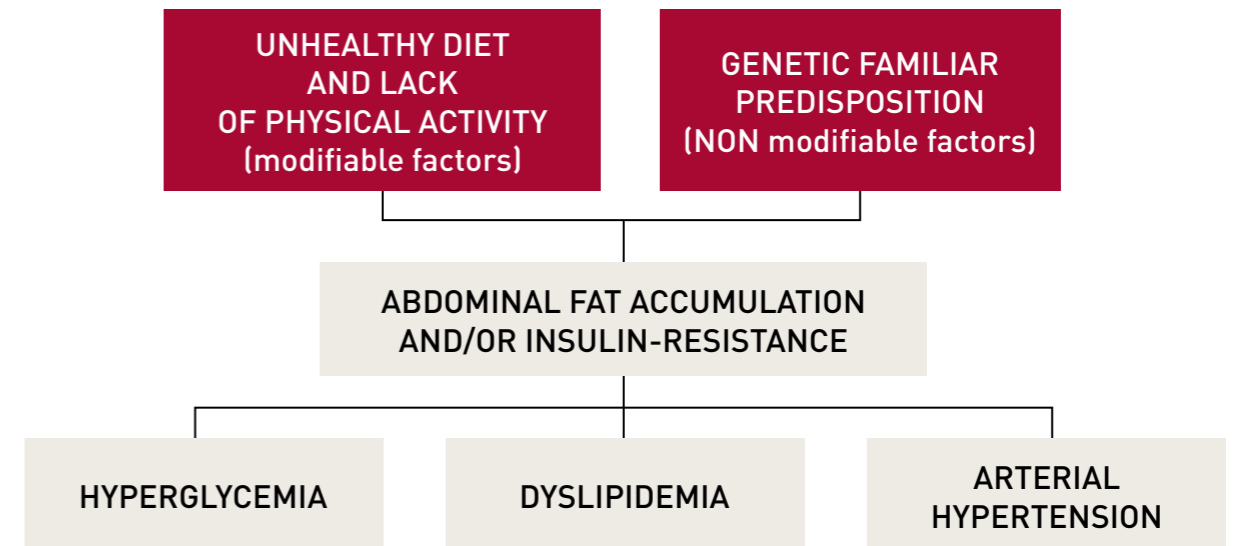 UNHEALTHY DIET
AND LACK
OF PHYSICAL ACTIVITY
(modifiable factors)
GENETIC FAMILIAR
PREDISPOSITION
(NON modifiable factors)
ABDOMINAL FAT ACCUMULATION
AND/OR INSULIN-RESISTANCE
HYPERGLYCEMIA
DYSLIPIDEMIA
ARTERIAL
HYPERTENSION